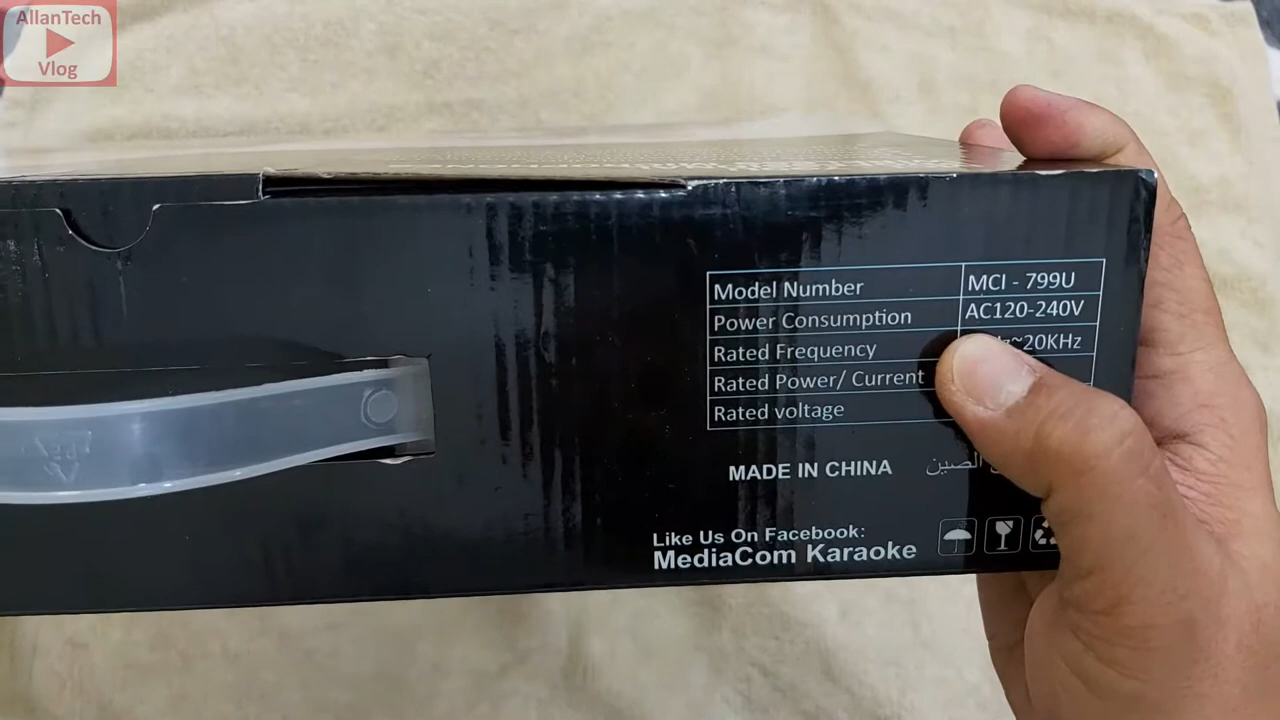 AllanTech
Vlog
Model Number MCI - 799U
Power Consumption AC120-240V
Rated Frequency ~20KHz
Rated Power/ Current
Rated voltage
MADE IN CHINA الصين
Like Us On Facebook:
MediaCom Karaoke